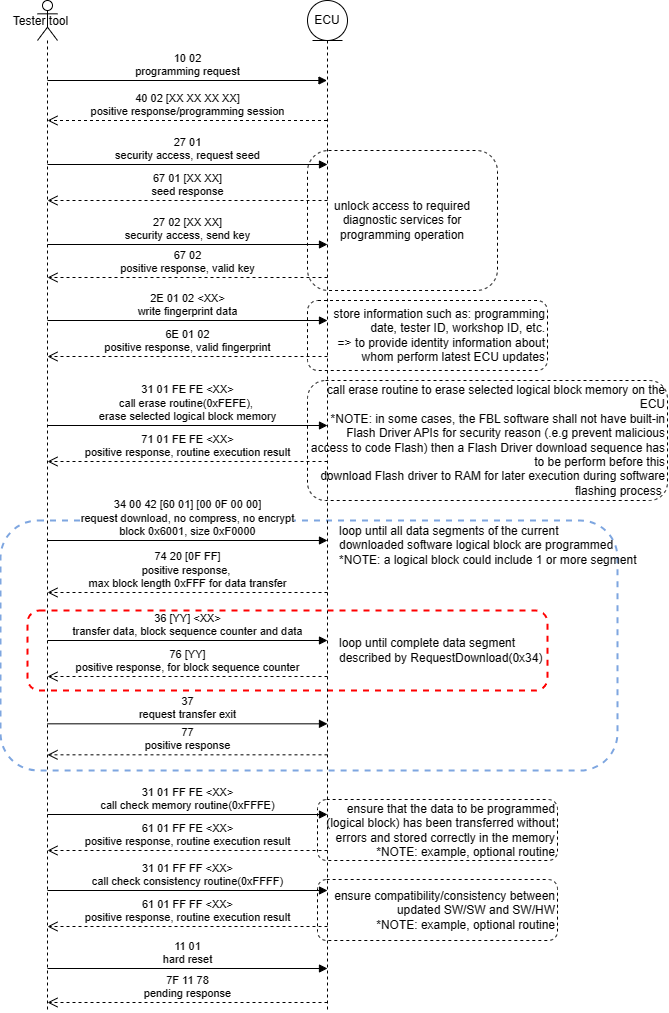 Tester tool
ECU
10 02
programming request
40 02 [XX XX XX XX]
positive response/programming session
27 01
security access, request seed
67 01 [XX XX]
seed response
27 02 [XX XX]
security access, send key
67 02
positive response, valid key
unlock access to required
diagnostic services for
programming operation
2E 01 02 <XX>
write fingerprint data
6E 01 02
positive response, valid fingerprint
store information such as: programming
date, tester ID, workshop ID, etc.
=> to provide identity information about
whom perform latest ECU updates
31 01 FE FE <XX>
call erase routine(0xFEFE),
erase selected logical block memory
71 01 FE FE <XX>
positive response, routine execution result
call erase routine to erase selected logical block memory on the
ECU
*NOTE: in some cases, the FBL software shall not have built-in
Flash Driver APIs for security reason (.e.g prevent malicious
access to code Flash) then a Flash Driver download sequence has
to be perform before this
download Flash driver to RAM for later execution during software
flashing process
34 00 42 [60 01] [00 0F 00 00]
request download, no compress, no encrypt
block 0x6001, size 0xF0000
74 20 [0F FF]
positive response,
max block length 0xFFF for data transfer
loop until all data segments of the current
downloaded software logical block are programmed
*NOTE: a logical block could include 1 or more segment
36 [YY] <XX>
transfer data, block sequence counter and data
76 [YY]
positive response, for block sequence counter
loop until complete data segment
described by RequestDownload(0x34)
37
request transfer exit
77
positive response
31 01 FF FE <XX>
call check memory routine(0xFFFE)
61 01 FF FE <XX>
positive response, routine execution result
ensure that the data to be programmed
(logical block) has been transferred without
errors and stored correctly in the memory
*NOTE: example, optional routine
31 01 FF FF <XX>
call check consistency routine(0xFFFF)
61 01 FF FF <XX>
positive response, routine execution result
ensure compatibility/consistency between
updated SW/SW and SW/HW
*NOTE: example, optional routine
11 01
hard reset
7F 11 78
pending response